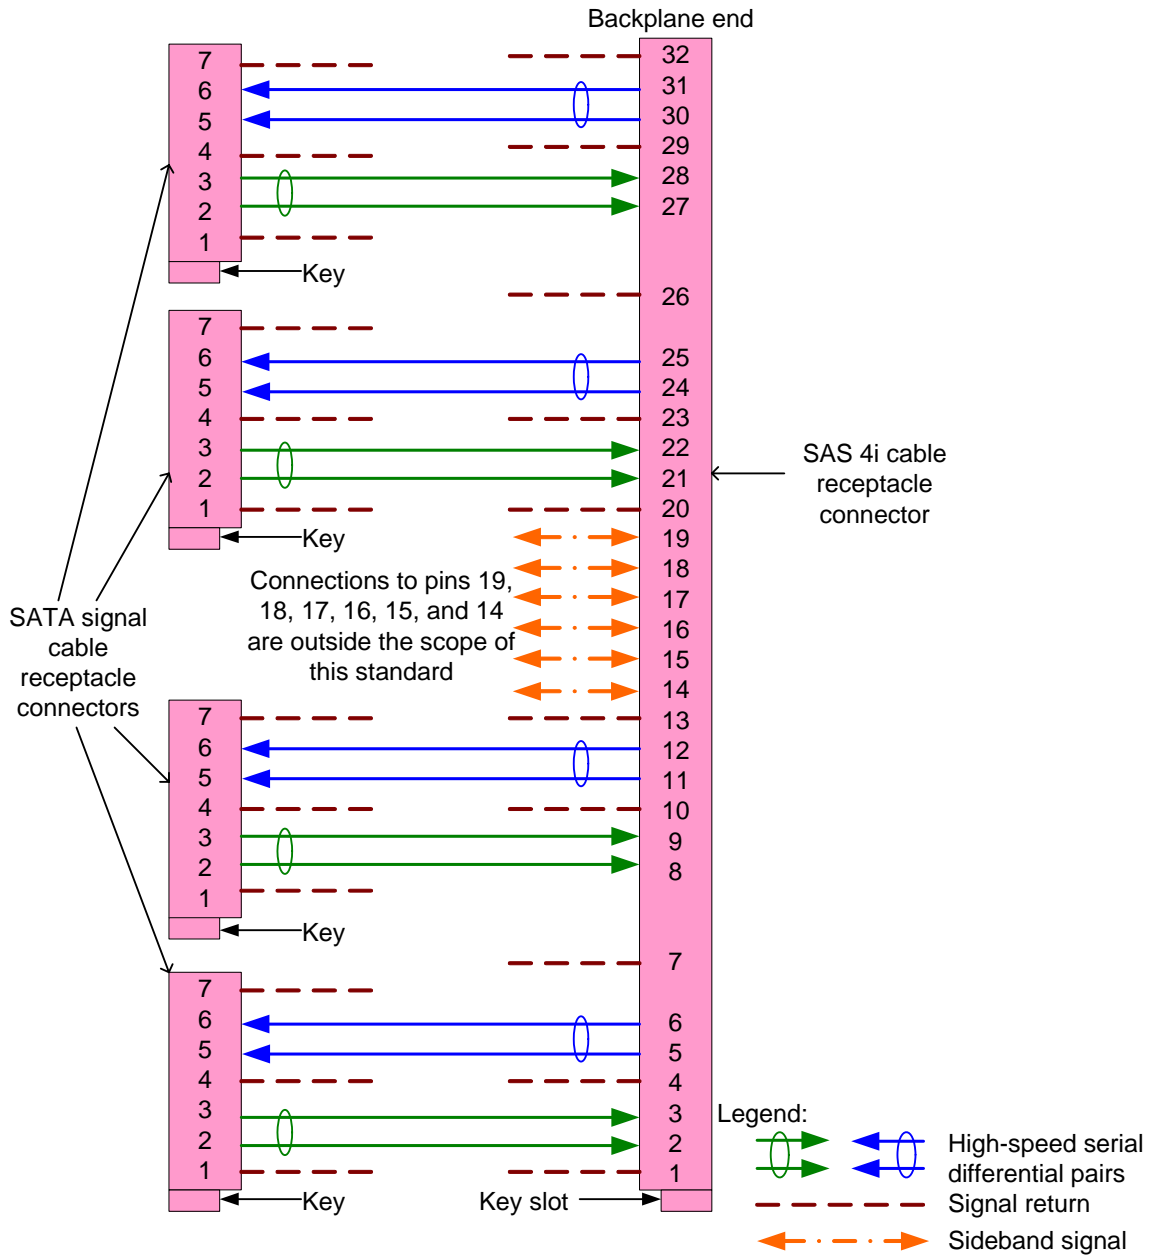 Backplane end
7
6
5
4
3
2
1
Key
7
6
5
4
3
2
1
Key
SATA signal
cable
receptacle
connectors
Connections to pins 19,
18, 17, 16, 15, and 14
are outside the scope of
this standard
7
6
5
4
3
2
1
Key
7
6
5
4
3
2
1
Key
32
31
30
29
28
27
26
25
24
23
22
21
20
19
18
17
16
15
14
13
12
11
10
9
8
7
6
5
4
3
2
1
Key slot
SAS 4i cable
receptacle
connector
Legend:
High-speed serial
differential pairs
Signal return
Sideband signal